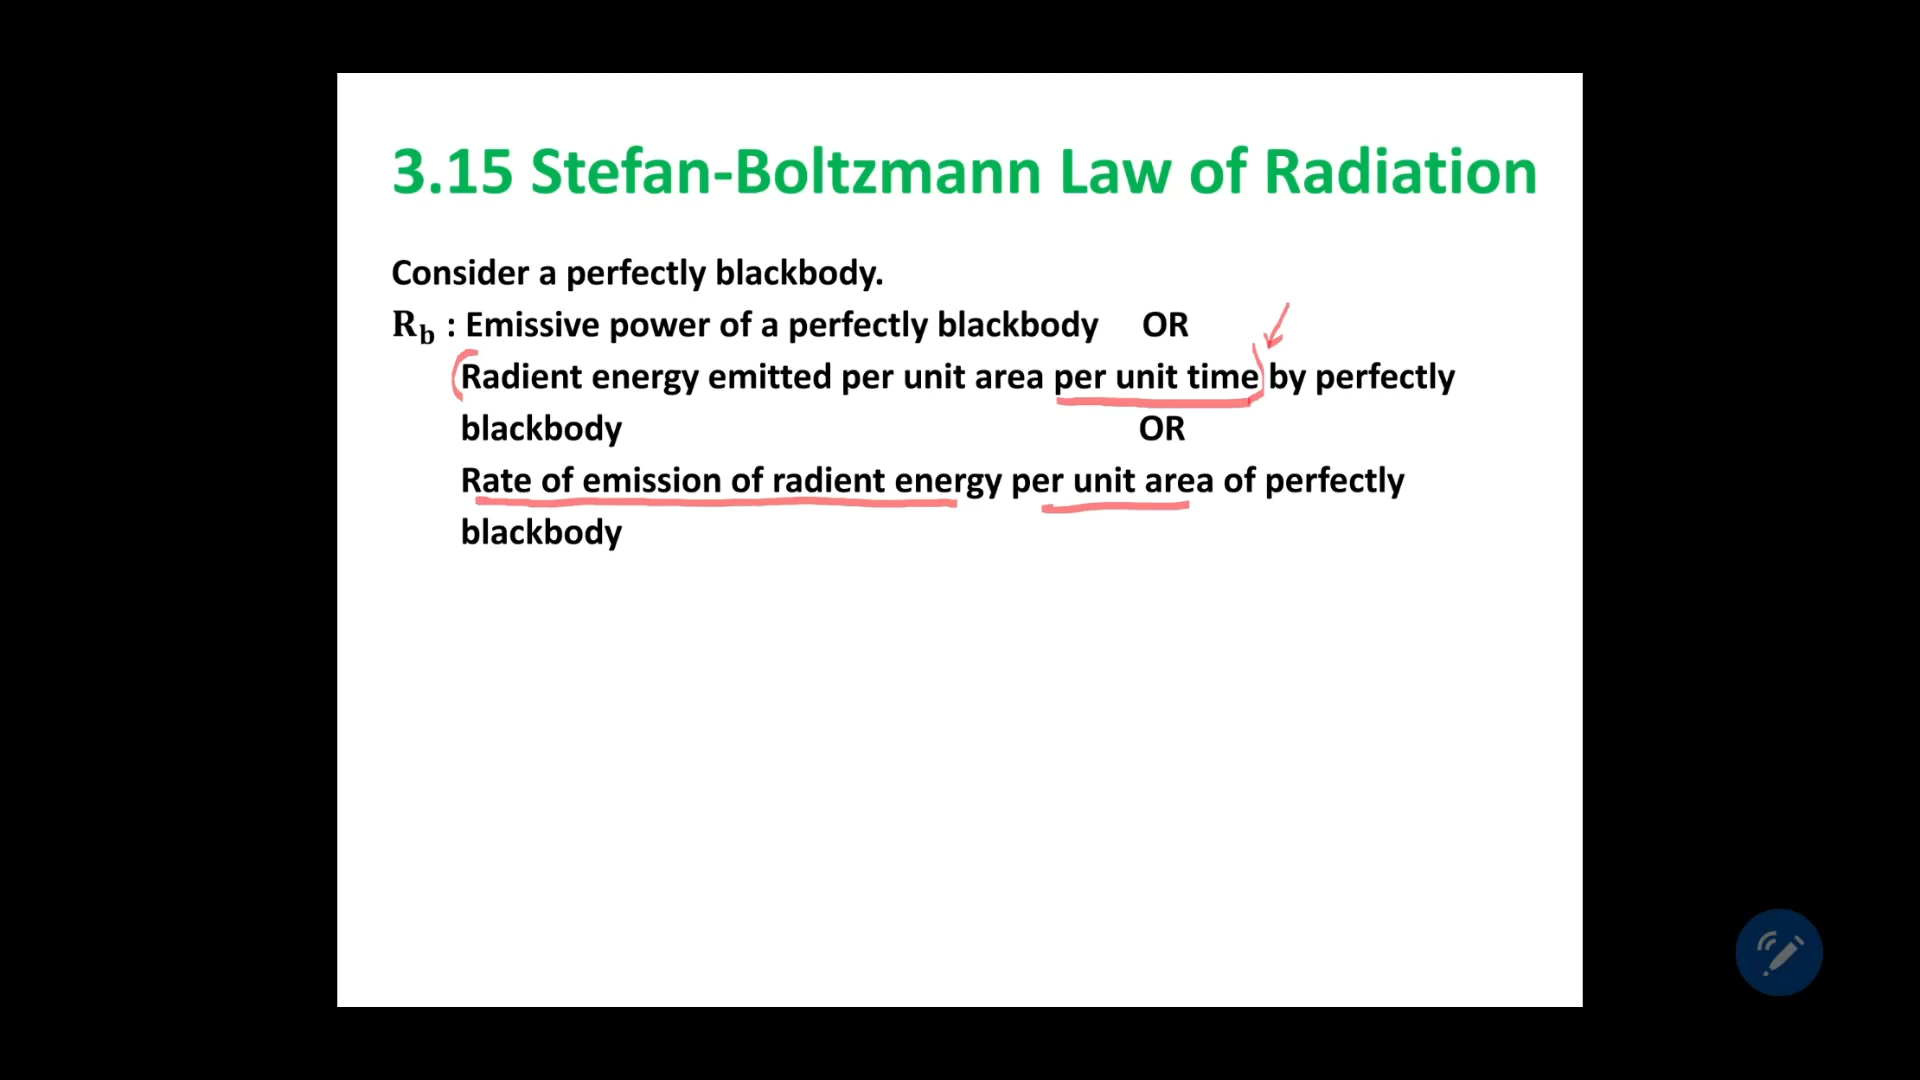 3.15 Stefan-Boltzmann Law of Radiation
Consider a perfectly blackbody.
R_b : Emissive power of a perfectly blackbody OR
Radient energy emitted per unit area per unit time by perfectly
blackbody OR
Rate of emission of radient energy per unit area of perfectly
blackbody